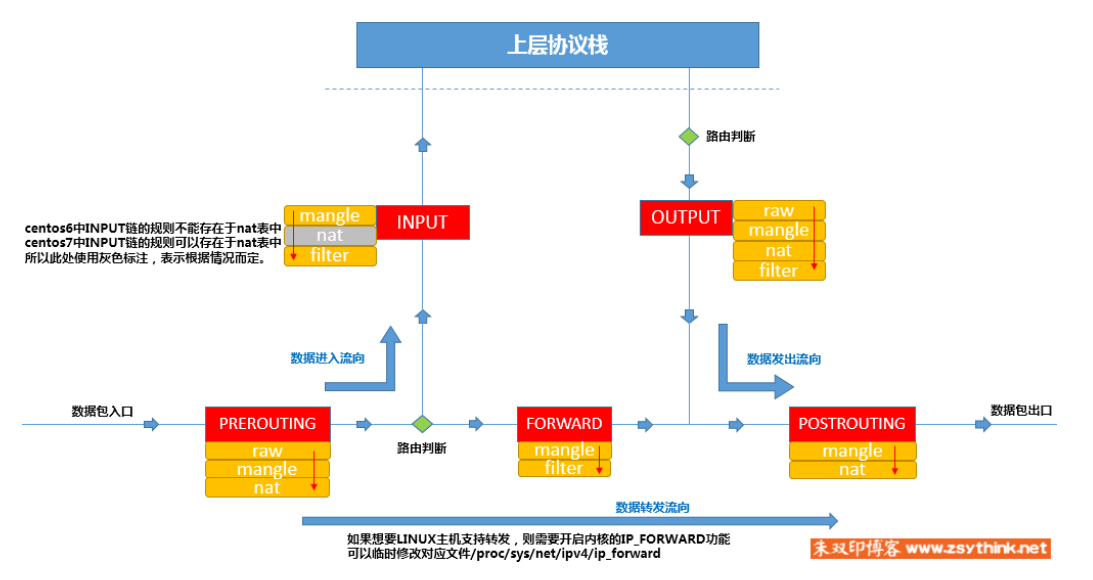 上层协议栈
路由判断
mangle
nat
filter
INPUT
OUTPUT
raw
mangle
nat
filter
centos6中INPUT链的规则不能存在于nat表中
centos7中INPUT链的规则可以存在于nat表中
所以此处使用灰色标注，表示根据情况而定。
数据进入流向
数据发出流向
数据包入口
PREROUTING
raw
mangle
nat
路由判断
FORWARD
mangle
filter
POSTROUTING
mangle
nat
数据包出口
数据转发流向
如果想要LINUX主机支持转发，则需要开启内核的IP_FORWARD功能
可以临时修改对应文件/proc/sys/net/ipv4/ip_forward
朱双印博客 www.zsythink.net